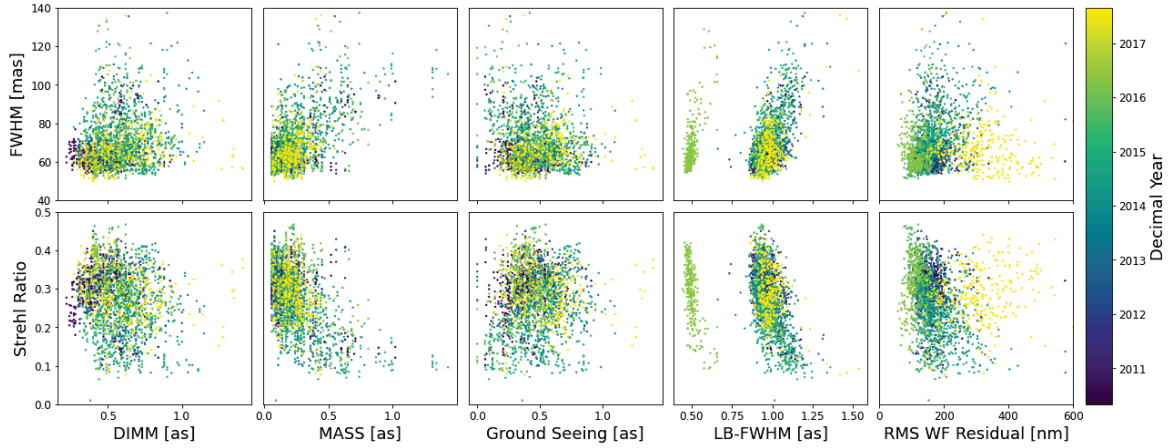 140
120
100
80
60
40
FWHM [mas]
0.5
0.4
0.3
0.2
0.1
0.0
Strehl Ratio
0.5 1.0
DIMM [as]
0.0 0.5 1.0
MASS [as]
0.0 0.5 1.0
Ground Seeing [as]
0.50 0.75 1.00 1.25 1.50
LB-FWHM [as]
0 200 400 600
RMS WF Residual [nm]
2017
2016
2015
2014
2013
2012
2011
Decimal Year